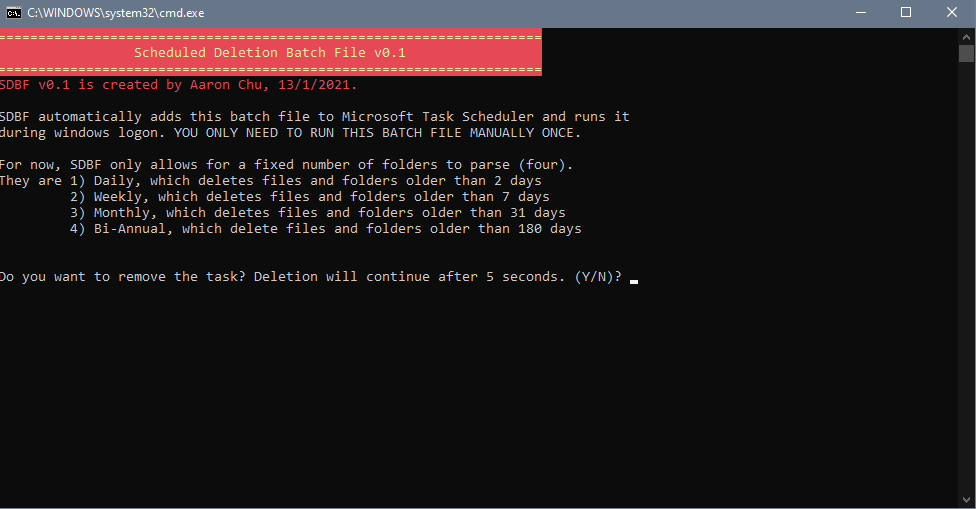 C:\WINDOWS\system32\cmd.exe
====================================================================
Scheduled Deletion Batch File v0.1
====================================================================
SDBF v0.1 is created by Aaron Chu, 13/1/2021.
SDBF automatically adds this batch file to Microsoft Task Scheduler and runs it
during windows logon. YOU ONLY NEED TO RUN THIS BATCH FILE MANUALLY ONCE.
For now, SDBF only allows for a fixed number of folders to parse (four).
They are 1) Daily, which deletes files and folders older than 2 days
2) Weekly, which deletes files and folders older than 7 days
3) Monthly, which deletes files and folders older than 31 days
4) Bi-Annual, which delete files and folders older than 180 days
Do you want to remove the task? Deletion will continue after 5 seconds. (Y/N)?